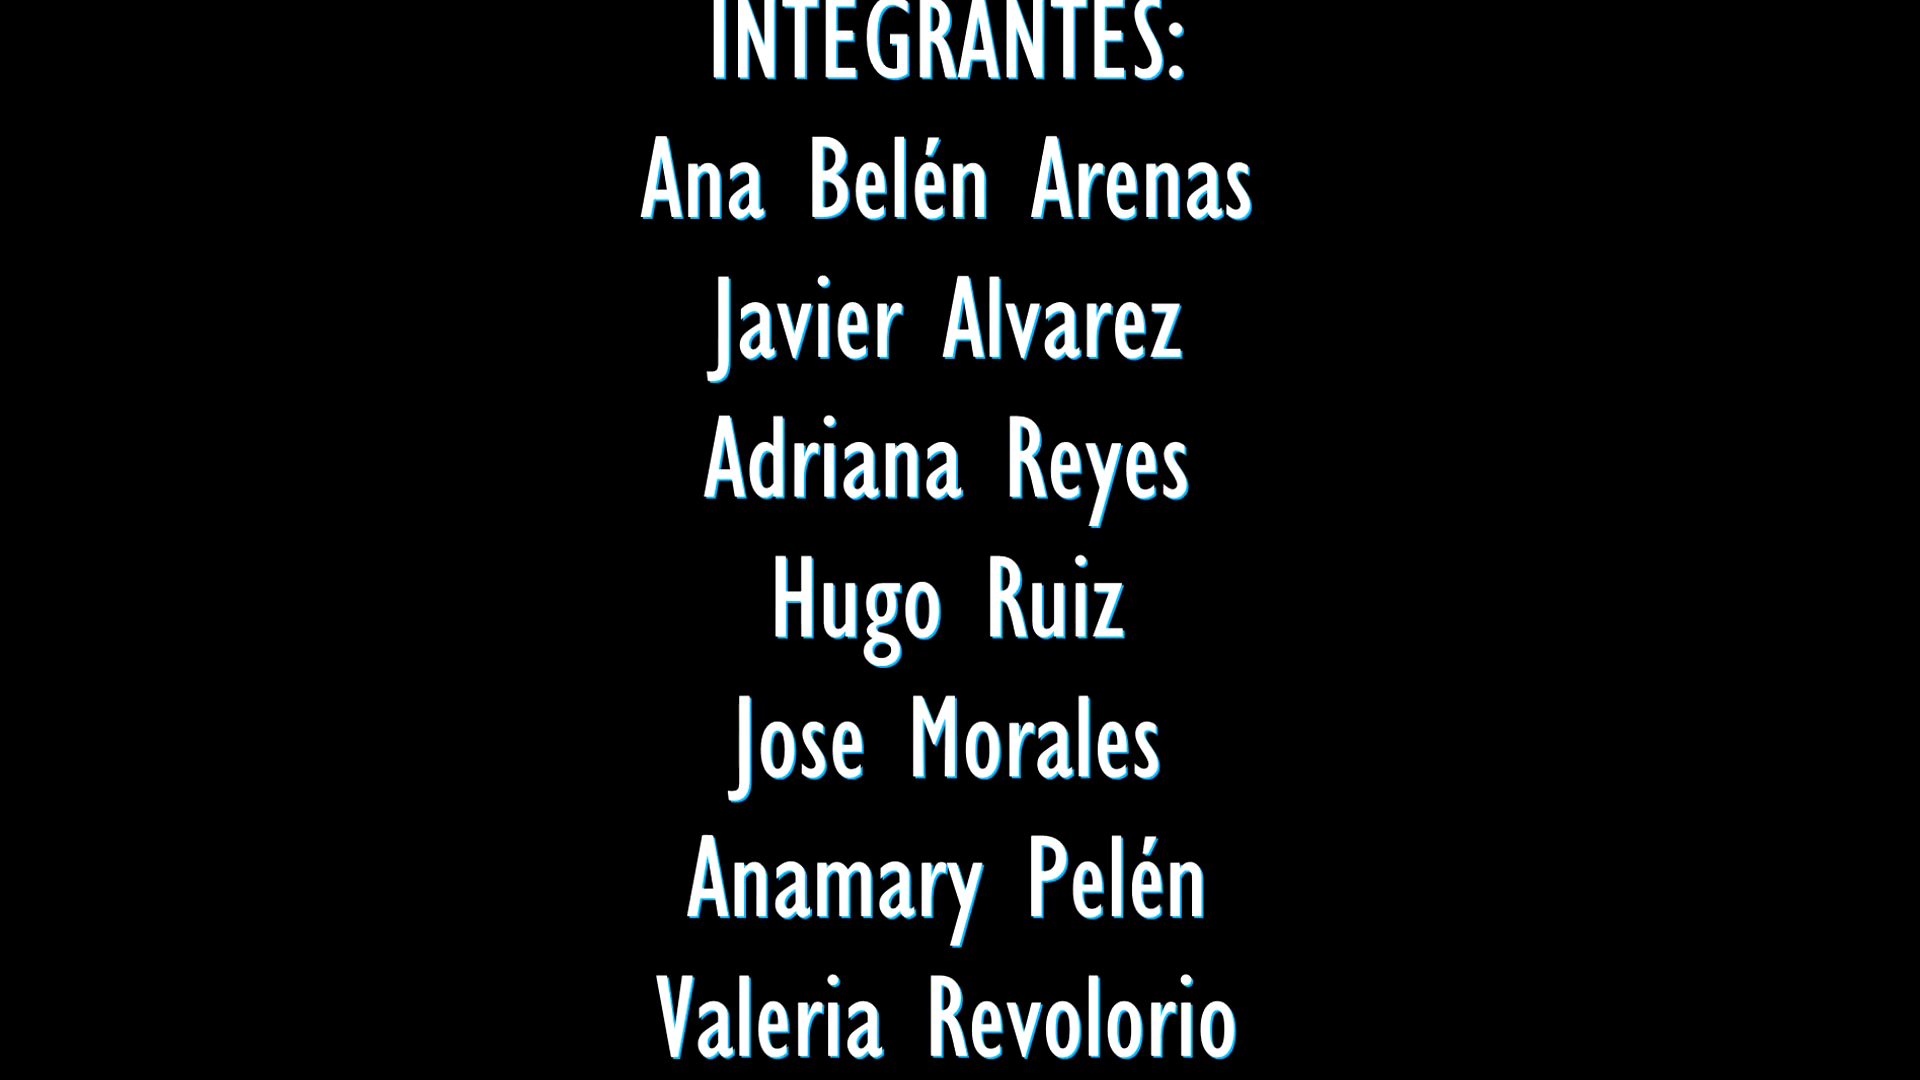 INTEGRANTES:
Ana Belén Arenas
Javier Alvarez
Adriana Reyes
Hugo Ruiz
Jose Morales
Anamary Pelén
Valeria Revolorio